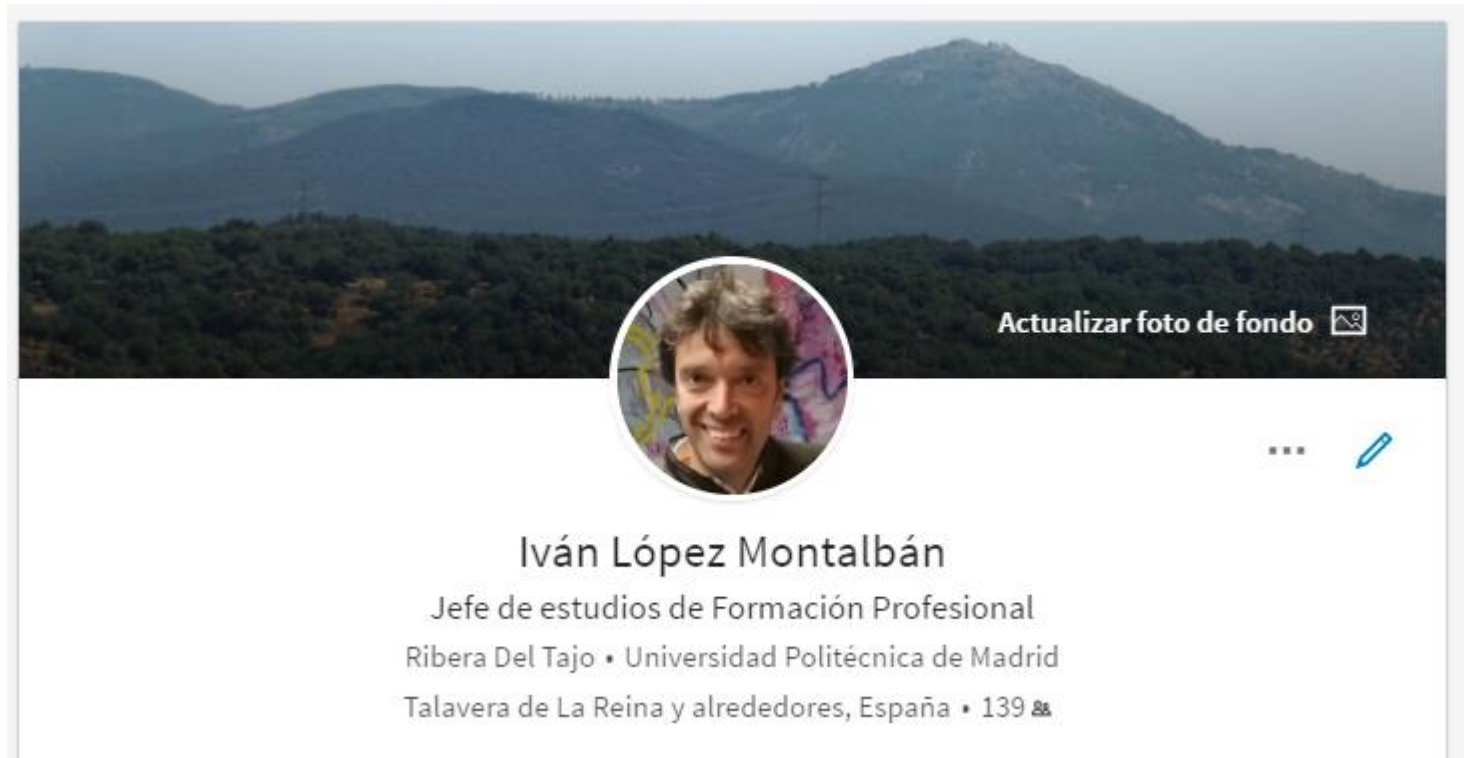 Actualizar foto de fondo
Iván López Montalbán
Jefe de estudios de Formación Profesional
Ribera Del Tajo • Universidad Politécnica de Madrid
Talavera de La Reina y alrededores, España • 139